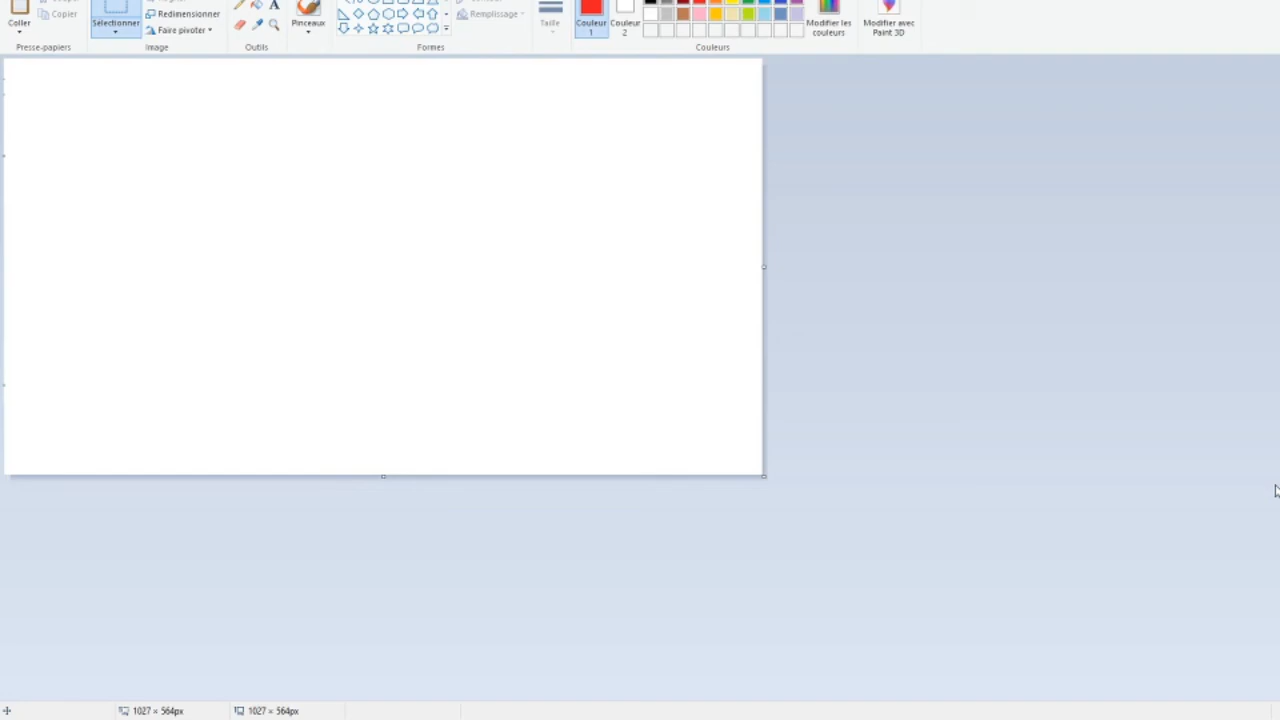 Coller
Copier
Sélectionner
Redimensionner
Faire pivoter
Pinceaux
Remplissage
Taille
Couleur
1
Couleur
2
Modifier les
couleurs
Modifier avec
Paint 3D
Presse-papiers
Image
Outils
Formes
Couleurs
1027 × 564px
1027 × 564px